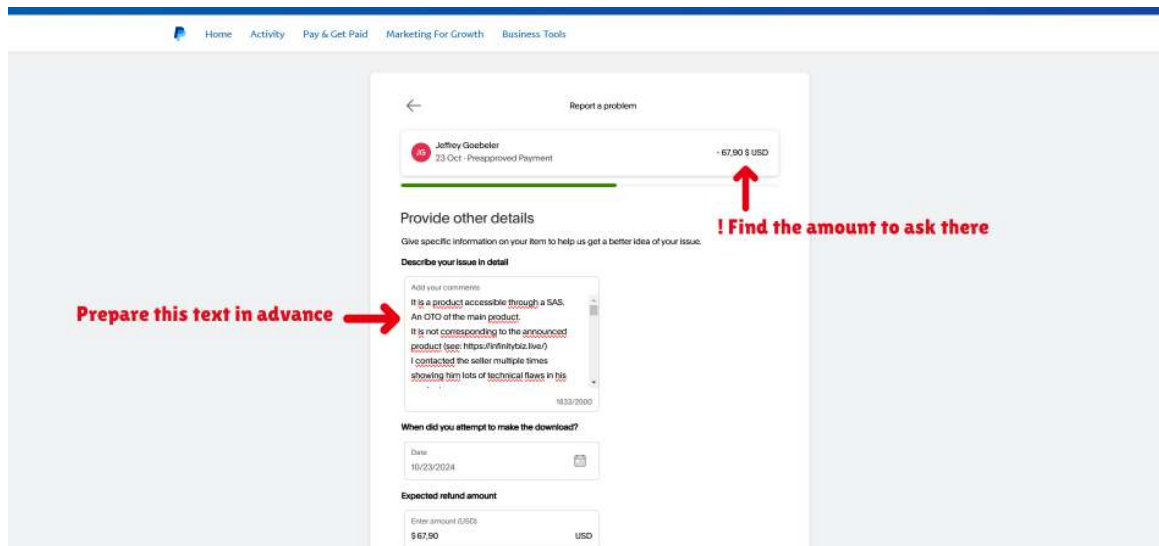 Home Activity Pay & Get Paid Marketing For Growth Business Tools
Report a problem
JG
Jeffrey Goebeler
23 Oct · Preapproved Payment
- 67,90 $ USD
Provide other details
! Find the amount to ask there
Give specific information on your item to help us get a better idea of your issue.
Describe your issue in detail
Add your comments
It is a product accessible through a SAS.
An OTO of the main product.
It is not corresponding to the announced
product (see: https://infinitybiz.live/)
I contacted the seller multiple times
showing him lots of technical flaws in his
Prepare this text in advance
1633/2000
When did you attempt to make the download?
Date
10/23/2024
Expected refund amount
Enter amount (USD)
$ 67,90 USD